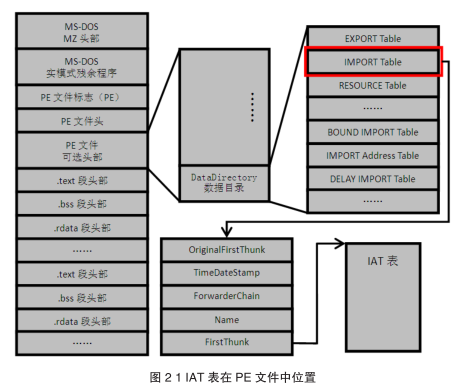 MS-DOS
MZ 头部
MS-DOS
实模式残余程序
PE 文件标志（PE）
PE 文件头
PE 文件
可选头部
.text 段头部
.bss 段头部
.rdata 段头部
……
.text 段头部
.bss 段头部
.rdata 段头部
……
DataDirectory
数据目录
EXPORT Table
IMPORT Table
RESOURCE Table
……
BOUND IMPORT Table
IMPORT Address Table
DELAY IMPORT Table
……
OriginalFirstThunk
TimeDateStamp
ForwarderChain
Name
FirstThunk
IAT 表
图 2 1 IAT 表在 PE 文件中位置